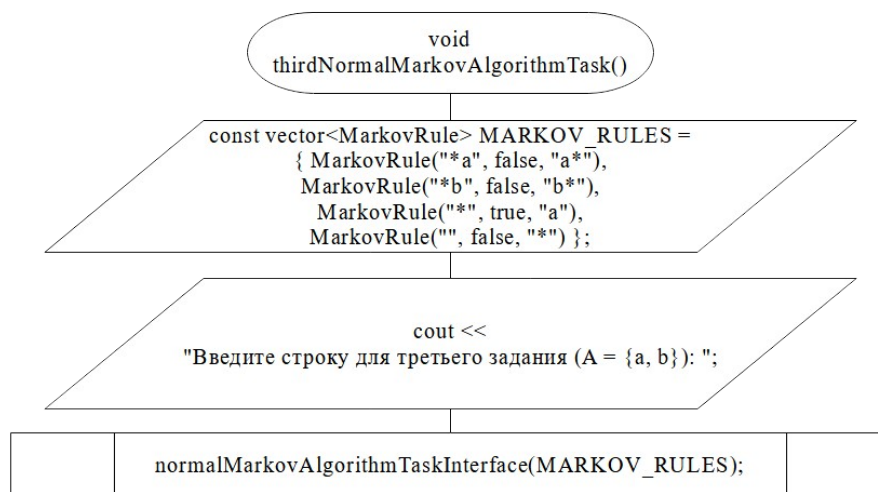 void
thirdNormalMarkovAlgorithmTask()
const vector<MarkovRule> MARKOV_RULES =
{ MarkovRule("*a", false, "a*"),
MarkovRule("*b", false, "b*"),
MarkovRule("*", true, "a"),
MarkovRule("", false, "*") };
cout <<
"Введите строку для третьего задания (A = {a, b}): ";
normalMarkovAlgorithmTaskInterface(MARKOV_RULES);